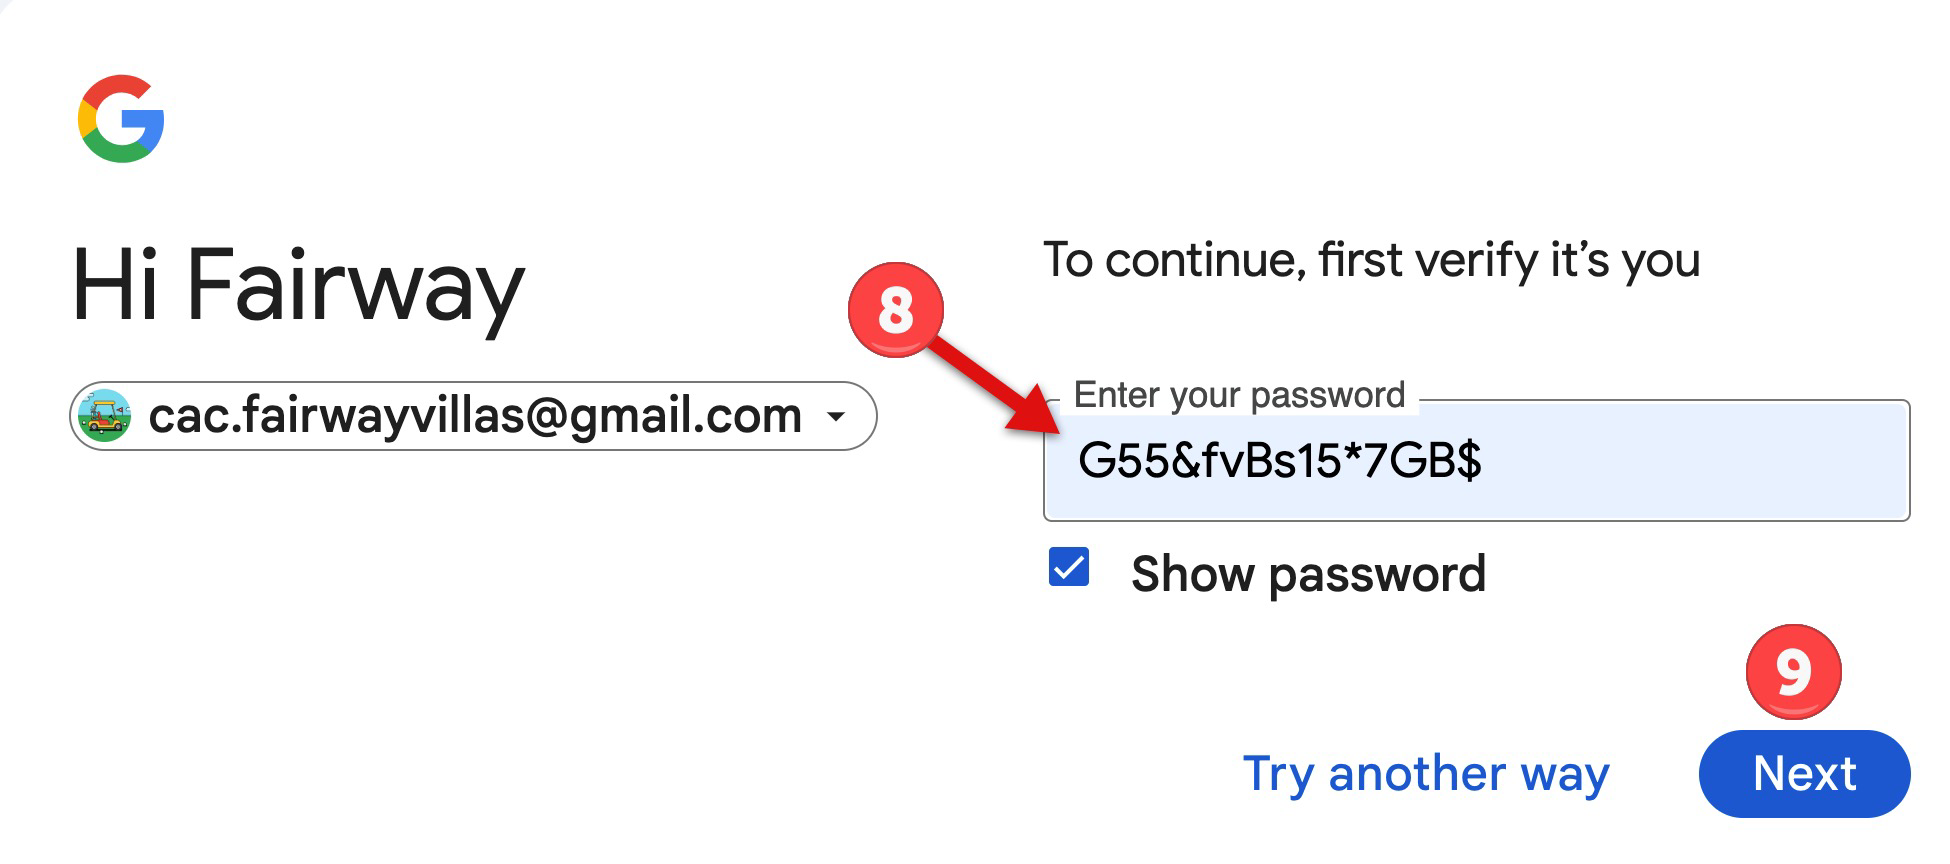 Hi Fairway
cac.fairwayvillas@gmail.com
To continue, first verify it’s you
8
Enter your password
G55&fvBs15*7GB$
Show password
9
Try another way
Next